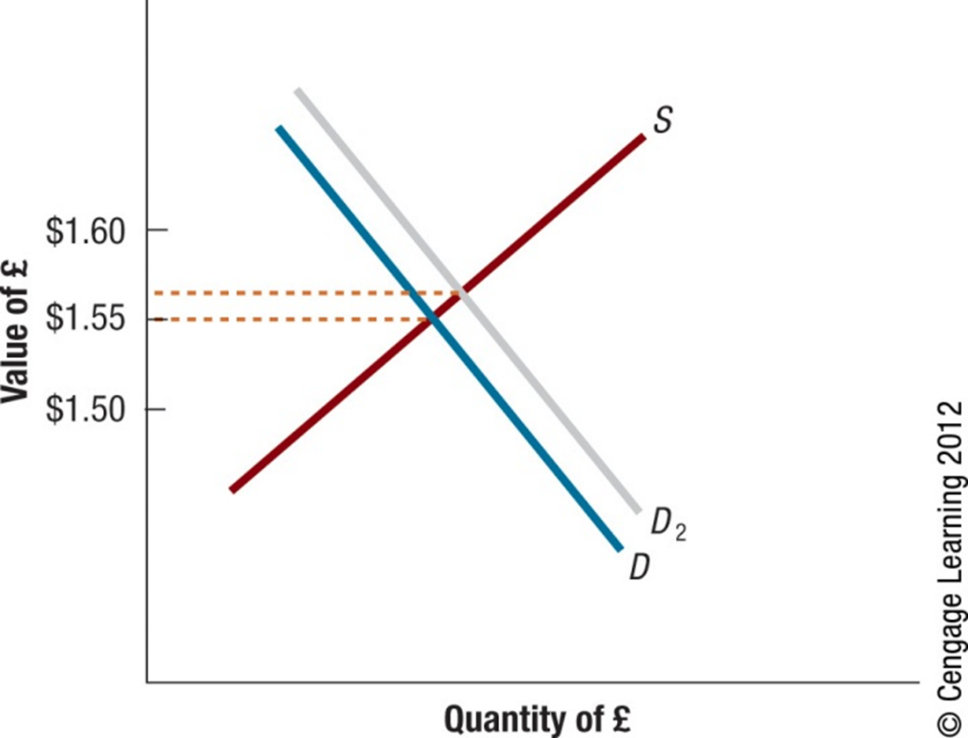 S
$1.60
$1.55
$1.50
Value of £
D2
D
Quantity of £
© Cengage Learning 2012